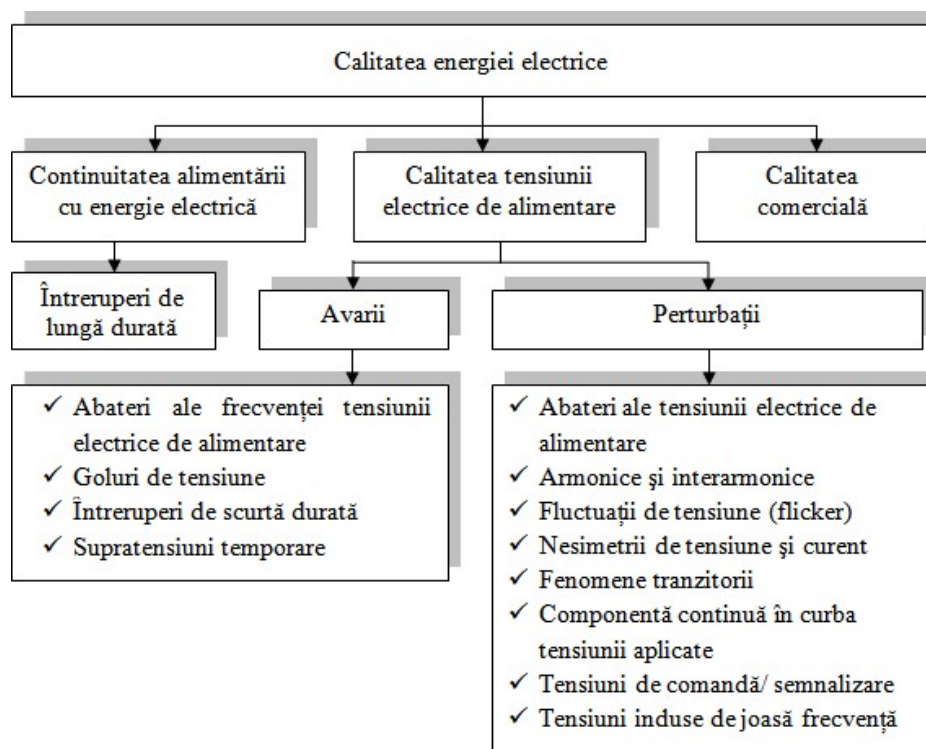 Calitatea energiei electrice
Continuitatea alimentării
cu energie electrică
Calitatea tensiunii
electrice de alimentare
Calitatea
comercială
Întreruperi de
lungă durată
Avarii
Perturbații
✓ Abateri ale frecvenței tensiunii
electrice de alimentare
✓ Goluri de tensiune
✓ Întreruperi de scurtă durată
✓ Supratensiuni temporare
✓ Abateri ale tensiunii electrice de
alimentare
✓ Armonice şi interarmonice
✓ Fluctuații de tensiune (flicker)
✓ Nesimetrii de tensiune şi curent
✓ Fenomene tranzitorii
✓ Componentă continuă în curba
tensiunii aplicate
✓ Tensiuni de comandă/ semnalizare
✓ Tensiuni induse de joasă frecvență